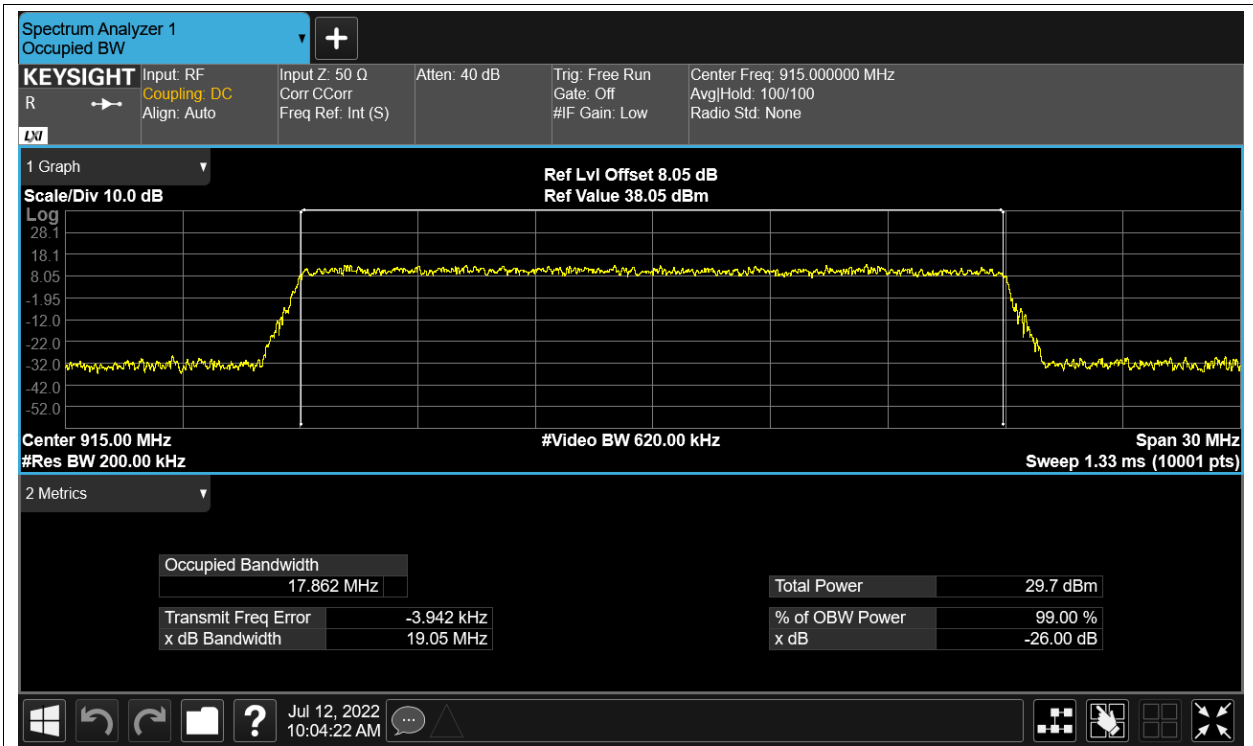 Spectrum Analyzer 1
Occupied BW
+
KEYSIGHT
R
LXI
Input: RF
Coupling: DC
Align: Auto
Input Z: 50 Ω
Corr CCorr
Freq Ref: Int (S)
Atten: 40 dB
Trig: Free Run
Gate: Off
#IF Gain: Low
Center Freq: 915.000000 MHz
Avg|Hold: 100/100
Radio Std: None
1 Graph
Scale/Div 10.0 dB
Ref Lvl Offset 8.05 dB
Ref Value 38.05 dBm
Log
28.1
18.1
8.05
-1.95
-12.0
-22.0
-32.0
-42.0
-52.0
Center 915.00 MHz
#Res BW 200.00 kHz
#Video BW 620.00 kHz
Span 30 MHz
Sweep 1.33 ms (10001 pts)
2 Metrics
Occupied Bandwidth
17.862 MHz
Transmit Freq Error -3.942 kHz
x dB Bandwidth 19.05 MHz
Total Power 29.7 dBm
% of OBW Power 99.00 %
x dB -26.00 dB
?
Jul 12, 2022
10:04:22 AM